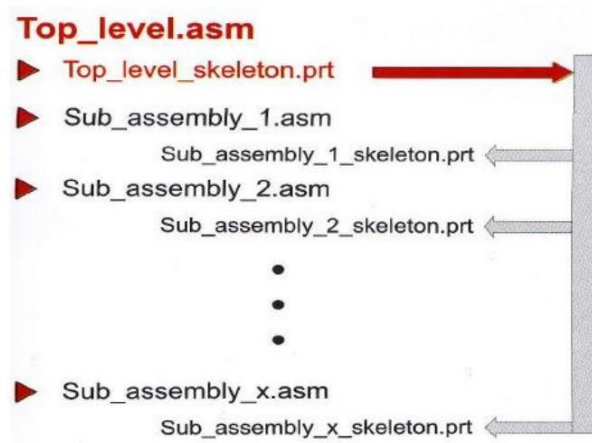 Top_level.asm
Top_level_skeleton.prt
Sub_assembly_1.asm
Sub_assembly_1_skeleton.prt
Sub_assembly_2.asm
Sub_assembly_2_skeleton.prt
Sub_assembly_x.asm
Sub_assembly_x_skeleton.prt